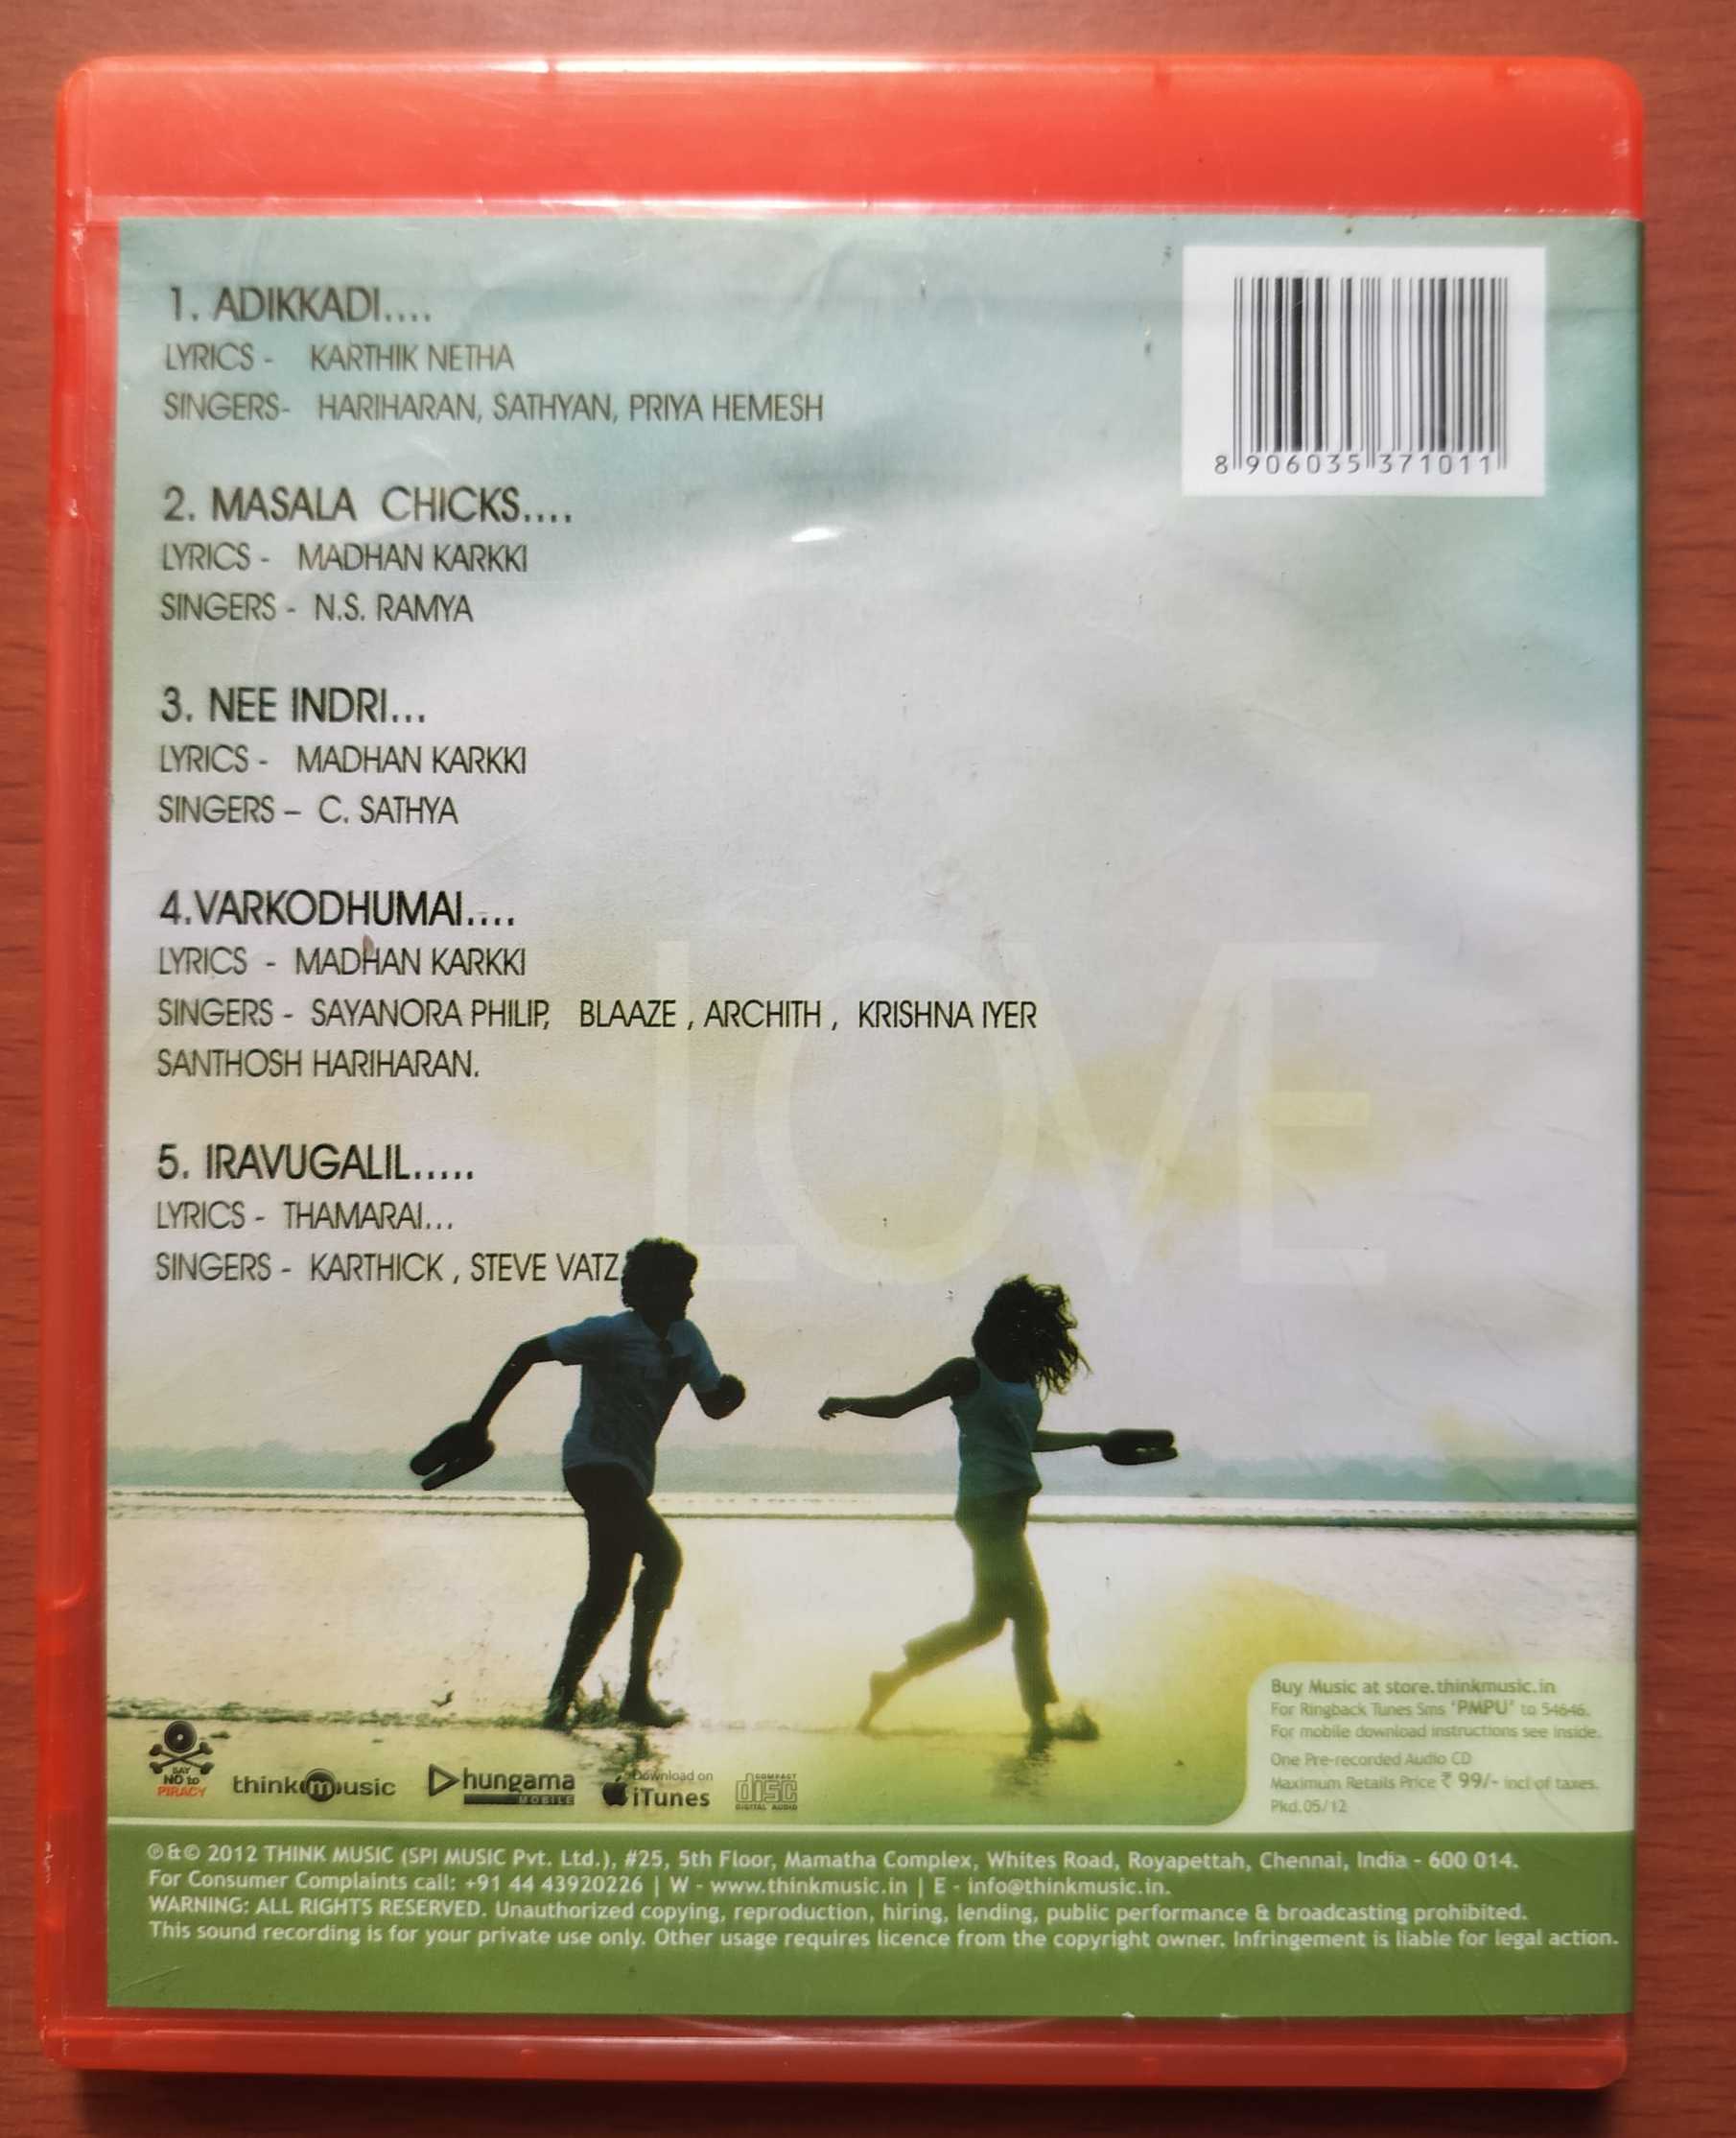 1. ADIKKADI....
LYRICS - KARTHIK NETHA
SINGERS- HARIHARAN, SATHYAN, PRIYA HEMESH
8 906035 371011
2. MASALA CHICKS....
LYRICS - MADHAN KARKKI
SINGERS - N.S. RAMYA
3. NEE INDRI...
LYRICS - MADHAN KARKKI
SINGERS – C. SATHYA
4.VARKODHUMAI....
LYRICS - MADHAN KARKKI
SINGERS - SAYANORA PHILIP, BLAAZE , ARCHITH , KRISHNA IYER
SANTHOSH HARIHARAN.
LOVE
5. IRAVUGALIL.....
LYRICS - THAMARAI...
SINGERS - KARTHICK , STEVE VATZ
Buy Music at store.thinkmusic.in
For Ringback Tunes Sms 'PMPU' to 54646.
For mobile download instructions see inside.
One Pre-recorded Audio CD
Maximum Retails Price ₹ 99/- incl of taxes.
Pkd.05/12
SAY
NO to
PIRACY
thinkmusic
hungama
MOBILE
Download on
iTunes
COMPACT
disc
DIGITAL AUDIO
℗&© 2012 THINK MUSIC (SPI MUSIC Pvt. Ltd.), #25, 5th Floor, Mamatha Complex, Whites Road, Royapettah, Chennai, India - 600 014.
For Consumer Complaints call: +91 44 43920226 | W - www.thinkmusic.in | E - info@thinkmusic.in.
WARNING: ALL RIGHTS RESERVED. Unauthorized copying, reproduction, hiring, lending, public performance & broadcasting prohibited.
This sound recording is for your private use only. Other usage requires licence from the copyright owner. Infringement is liable for legal action.